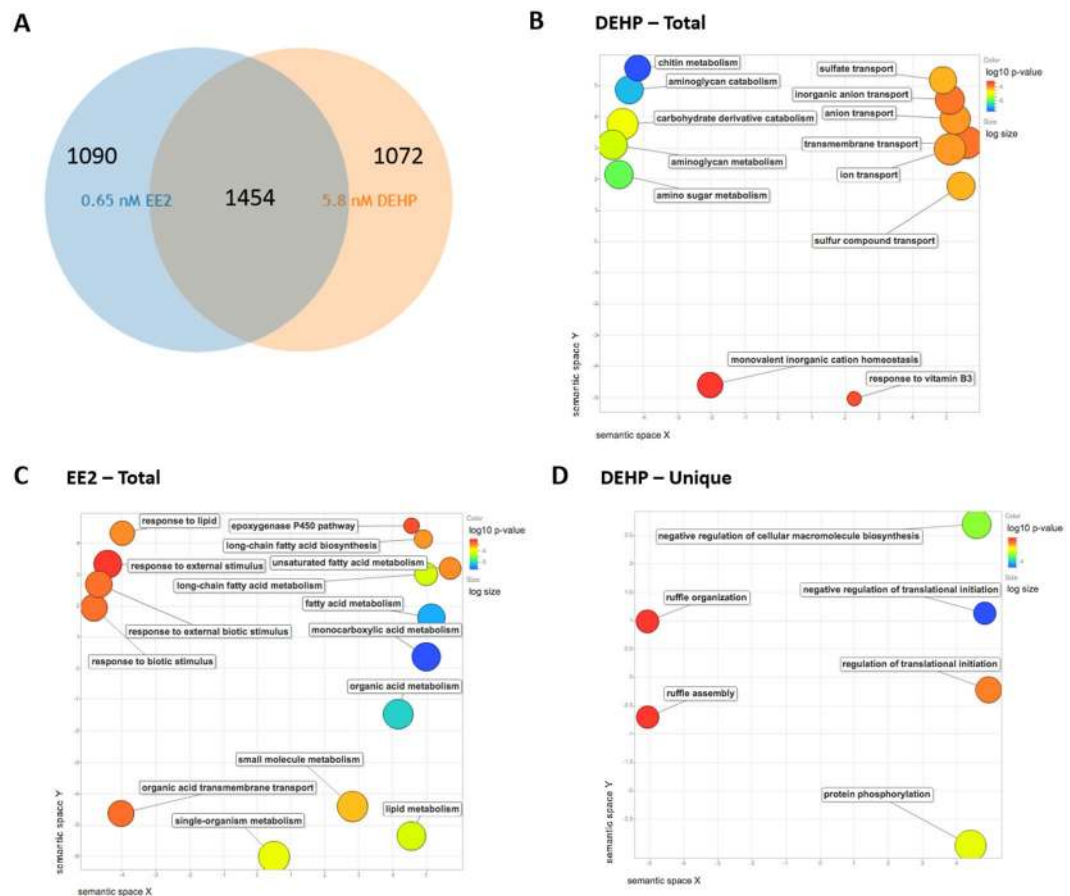 A
1090
0.65 nM EE2
1454
1072
5.8 nM DEHP
B DEHP – Total
chitin metabolism
aminoglycan catabolism
carbohydrate derivative catabolism
aminoglycan metabolism
amino sugar metabolism
sulfate transport
inorganic anion transport
anion transport
transmembrane transport
ion transport
sulfur compound transport
monovalent inorganic cation homeostasis
response to vitamin B3
semantic space Y
semantic space X
Color
log10 p-value
Size
log size
C EE2 – Total
response to lipid
epoxygenase P450 pathway
long-chain fatty acid biosynthesis
response to external stimulus
unsaturated fatty acid metabolism
long-chain fatty acid metabolism
fatty acid metabolism
response to external biotic stimulus
monocarboxylic acid metabolism
response to biotic stimulus
organic acid metabolism
small molecule metabolism
organic acid transmembrane transport
lipid metabolism
single-organism metabolism
semantic space Y
semantic space X
Color
log10 p-value
Size
log size
D DEHP – Unique
negative regulation of cellular macromolecule biosynthesis
negative regulation of translational initiation
ruffle organization
regulation of translational initiation
ruffle assembly
protein phosphorylation
semantic space Y
semantic space X
Color
log10 p-value
Size
log size